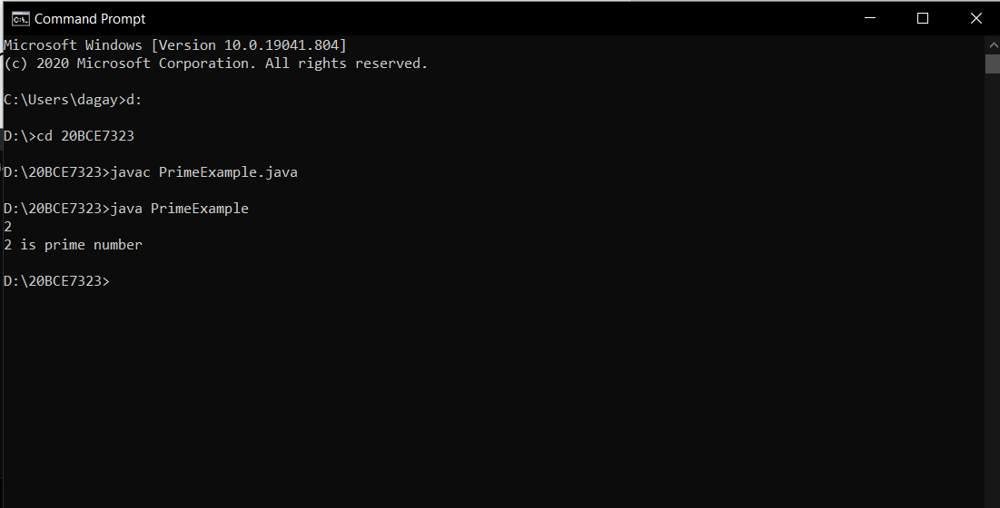 Command Prompt
Microsoft Windows [Version 10.0.19041.804]
(c) 2020 Microsoft Corporation. All rights reserved.
C:\Users\dagay>d:
D:\>cd 20BCE7323
D:\20BCE7323>javac PrimeExample.java
D:\20BCE7323>java PrimeExample
2
2 is prime number
D:\20BCE7323>